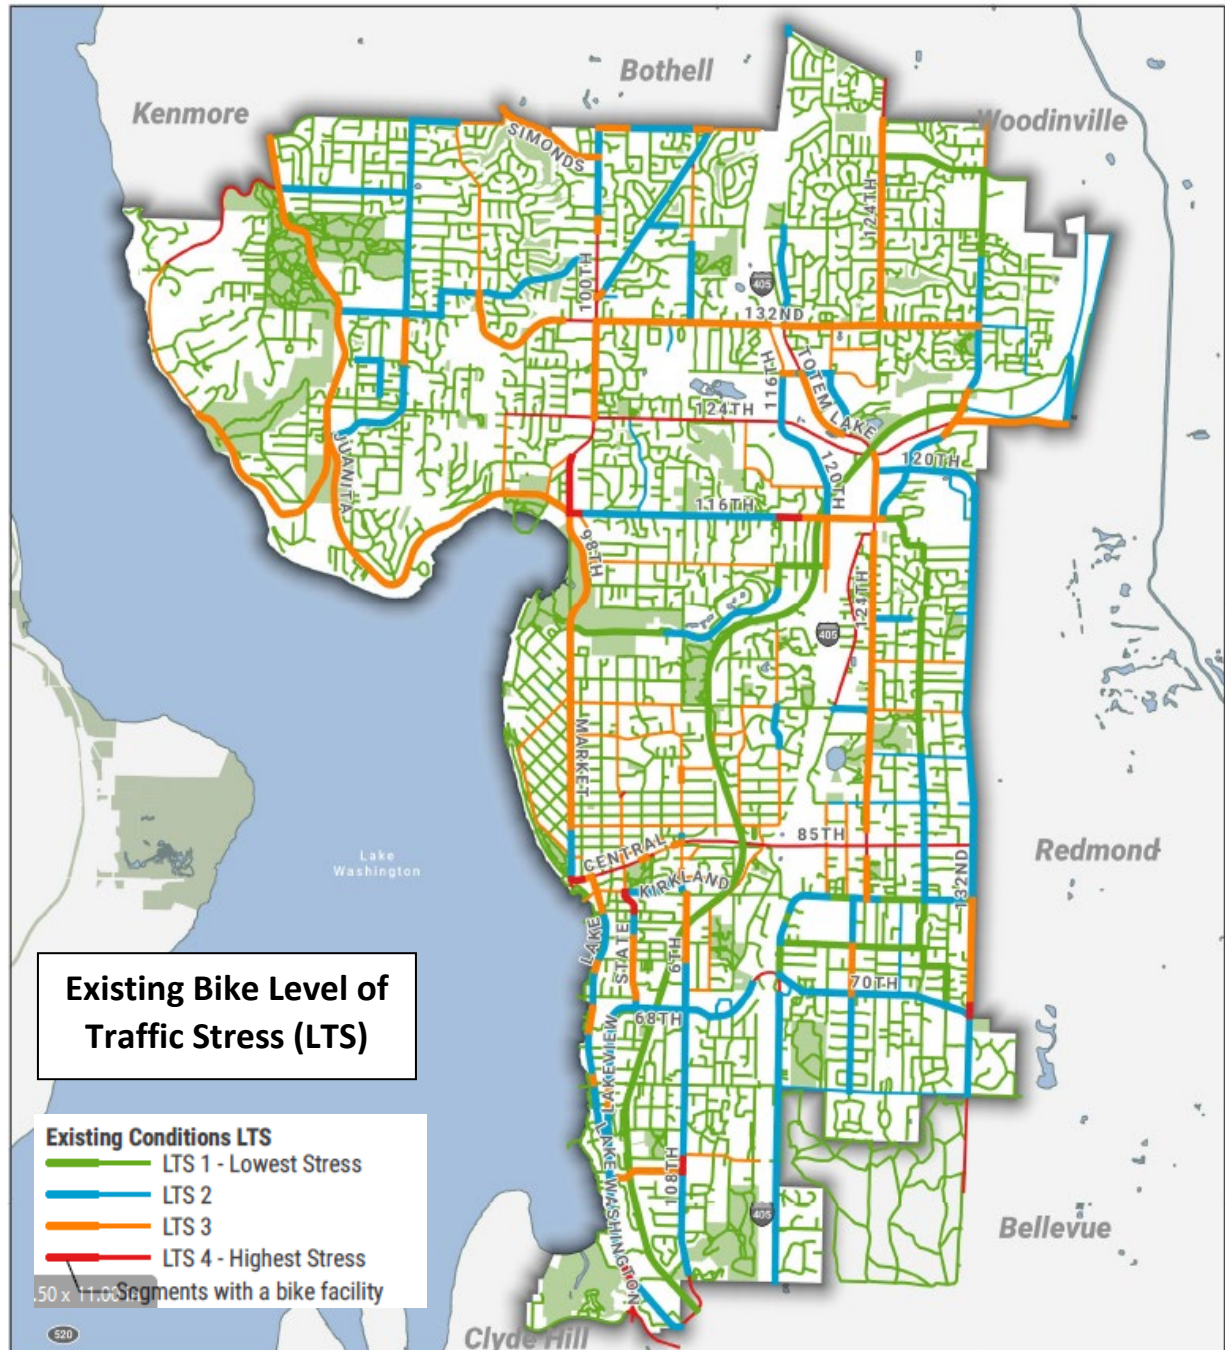 Bothell
Kenmore
Woodinville
SIMONDS
124TH
100TH
405
132ND
116TH
TOTEM LAKE
124TH
JUANITA
120TH
120TH
116TH
98TH
124TH
405
MARKET
85TH
CENTRAL
KIRKLAND
Redmond
132ND
Lake
Washington
LAKE
STATE
6TH
70TH
68TH
Existing Bike Level of
Traffic Stress (LTS)
LAKEVIEW
LAKE WASHINGTON
108TH
405
Existing Conditions LTS
LTS 1 - Lowest Stress
LTS 2
LTS 3
LTS 4 - Highest Stress
Segments with a bike facility
Bellevue
520
Clyde Hill